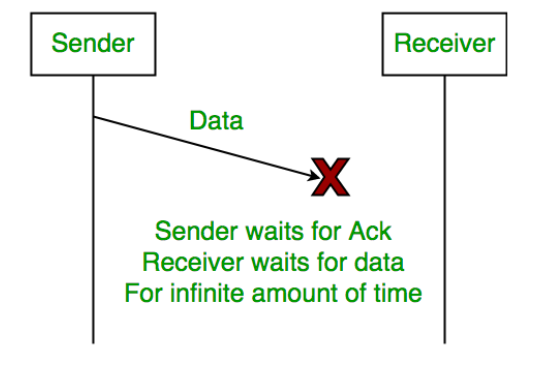 Sender
Receiver
Data
X
Sender waits for Ack
Receiver waits for data
For infinite amount of time